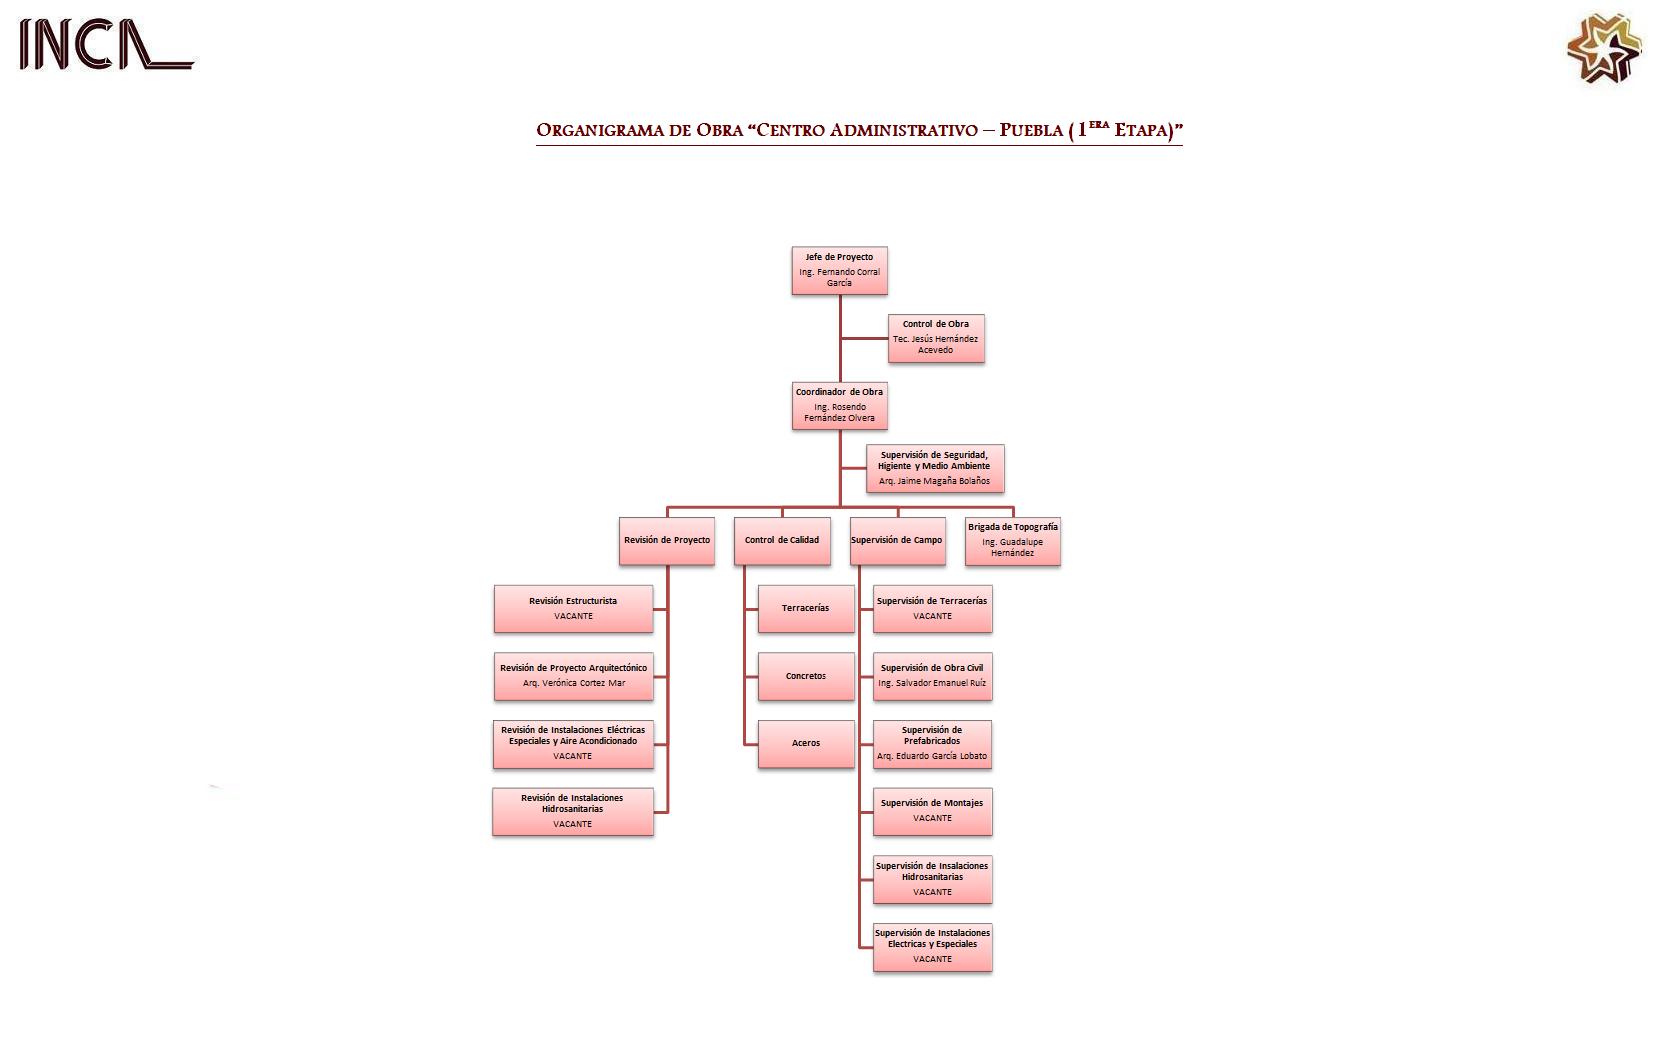 INCA
ORGANIGRAMA DE OBRA “CENTRO ADMINISTRATIVO – PUEBLA (1ERA ETAPA)”
Jefe de Proyecto
Ing. Fernando Corral
García
Control de Obra
Tec. Jesús Hernández
Acevedo
Coordinador de Obra
Ing. Rosendo
Fernández Olvera
Supervisión de Seguridad,
Higiente y Medio Ambiente
Arq. Jaime Magaña Bolaños
Revisión de Proyecto
Control de Calidad
Supervisión de Campo
Brigada de Topografía
Ing. Guadalupe
Hernández
Revisión Estructurista
VACANTE
Revisión de Proyecto Arquitectónico
Arq. Verónica Cortez Mar
Revisión de Instalaciones Eléctricas
Especiales y Aire Acondicionado
VACANTE
Revisión de Instalaciones
Hidrosanitarias
VACANTE
Terracerías
Concretos
Aceros
Supervisión de Terracerías
VACANTE
Supervisión de Obra Civil
Ing. Salvador Emanuel Ruíz
Supervisión de
Prefabricados
Arq. Eduardo García Lobato
Supervisión de Montajes
VACANTE
Supervisión de Insalaciones
Hidrosanitarias
VACANTE
Supervisión de Instalaciones
Electricas y Especiales
VACANTE